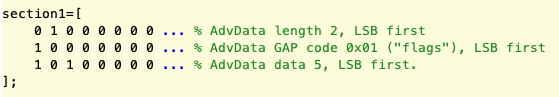 section1=[
    0 1 0 0 0 0 0 0 ... % AdvData length 2, LSB first
    1 0 0 0 0 0 0 0 ... % AdvData GAP code 0x01 ("flags"), LSB first
    1 0 1 0 0 0 0 0 ... % AdvData data 5, LSB first.
];